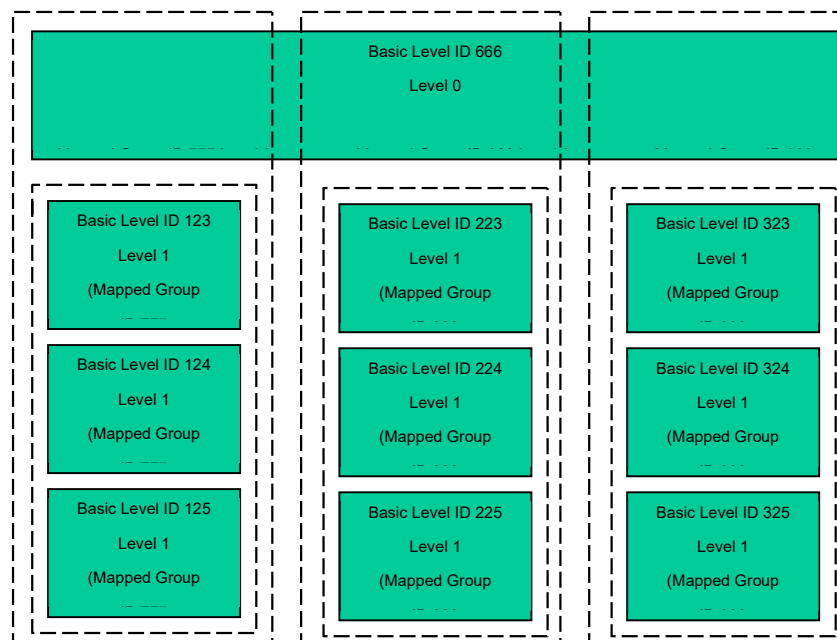 Basic Level ID 666
Level 0
Basic Level ID 123
Level 1
(Mapped Group
Basic Level ID 124
Level 1
(Mapped Group
Basic Level ID 125
Level 1
(Mapped Group
Basic Level ID 223
Level 1
(Mapped Group
Basic Level ID 224
Level 1
(Mapped Group
Basic Level ID 225
Level 1
(Mapped Group
Basic Level ID 323
Level 1
(Mapped Group
Basic Level ID 324
Level 1
(Mapped Group
Basic Level ID 325
Level 1
(Mapped Group